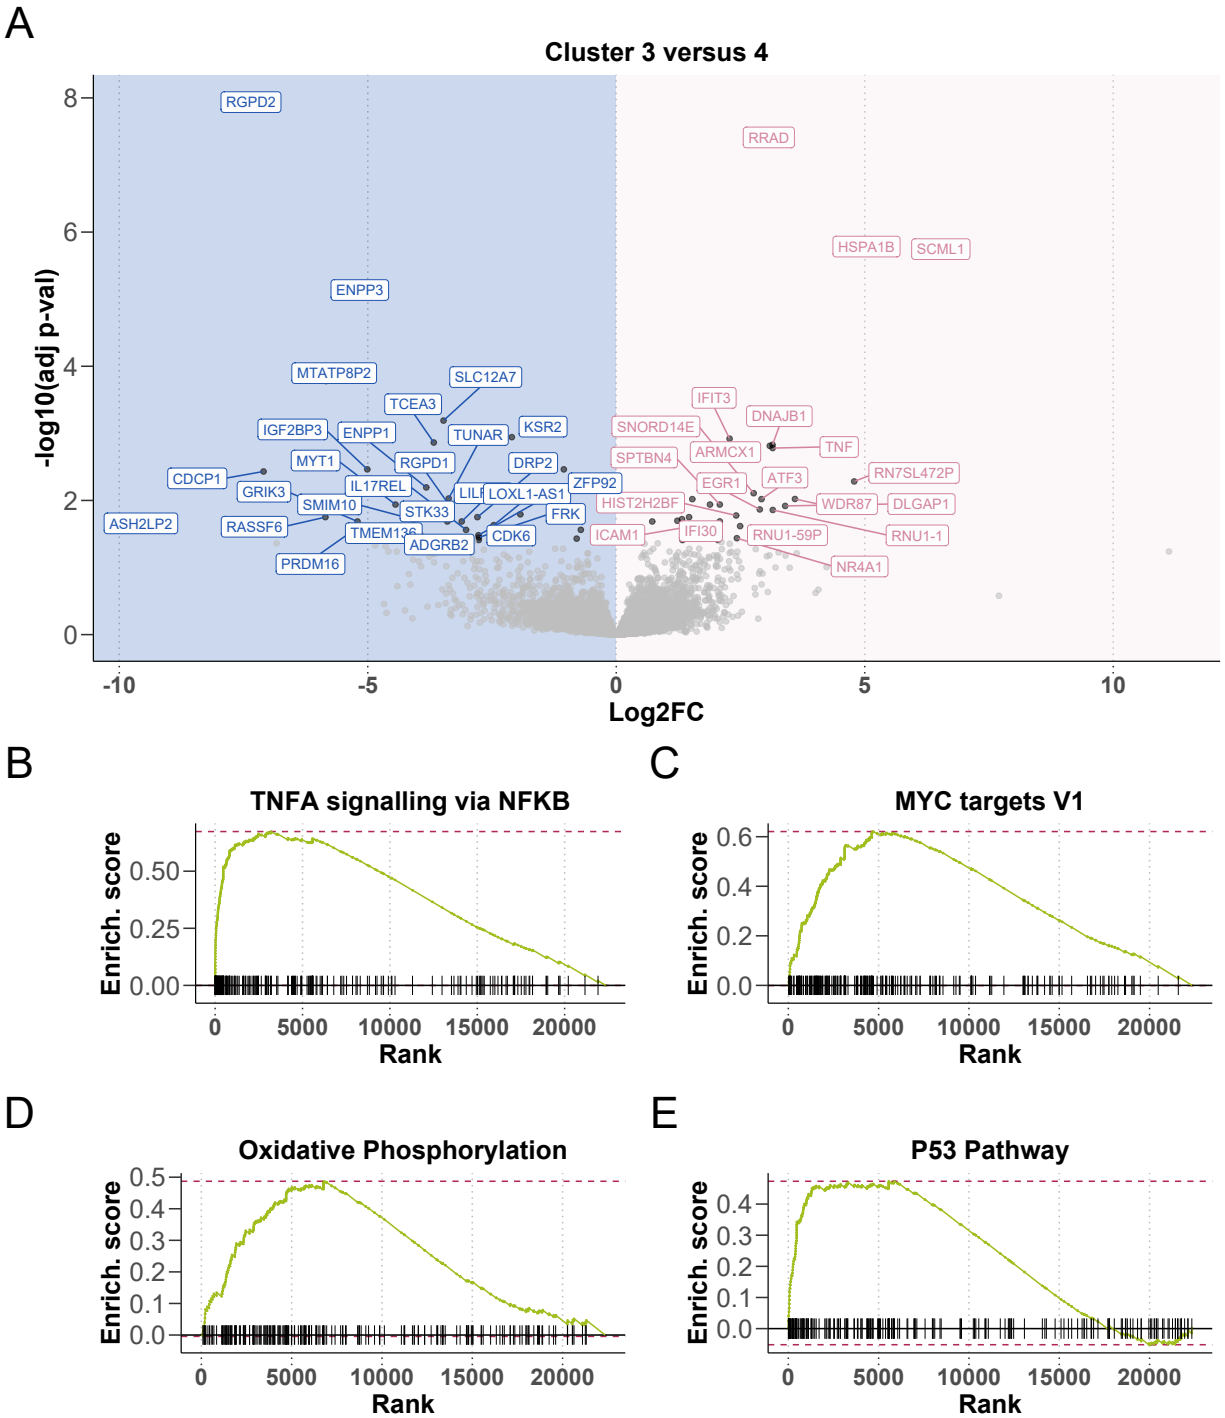 A
Cluster 3 versus 4
-log10(adj p-val)
8
6
4
2
0
RGPD2
RRAD
HSPA1B
SCML1
ENPP3
MTATP8P2
SLC12A7
TCEA3
IFIT3
DNAJB1
IGF2BP3
ENPP1
TUNAR
KSR2
SNORD14E
TNF
MYT1
RGPD1
DRP2
SPTBN4
ARMCX1
CDCP1
RN7SL472P
GRIK3
IL17REL
LOXL1-AS1
ZFP92
EGR1
ATF3
SMIM10
STK33
FRK
HIST2H2BF
WDR87
DLGAP1
ASH2LP2
RASSF6
TMEM136
ADGRB2
CDK6
ICAM1
IFI30
RNU1-59P
RNU1-1
PRDM16
NR4A1
-10
-5
0
5
10
Log2FC
B
TNFA signalling via NFKB
Enrich. score
0.50
0.25
0.00
0
5000
10000
15000
20000
Rank
C
MYC targets V1
Enrich. score
0.6
0.4
0.2
0.0
0
5000
10000
15000
20000
Rank
D
Oxidative Phosphorylation
Enrich. score
0.5
0.4
0.3
0.2
0.1
0.0
0
5000
10000
15000
20000
Rank
E
P53 Pathway
Enrich. score
0.4
0.3
0.2
0.1
0.0
0
5000
10000
15000
20000
Rank